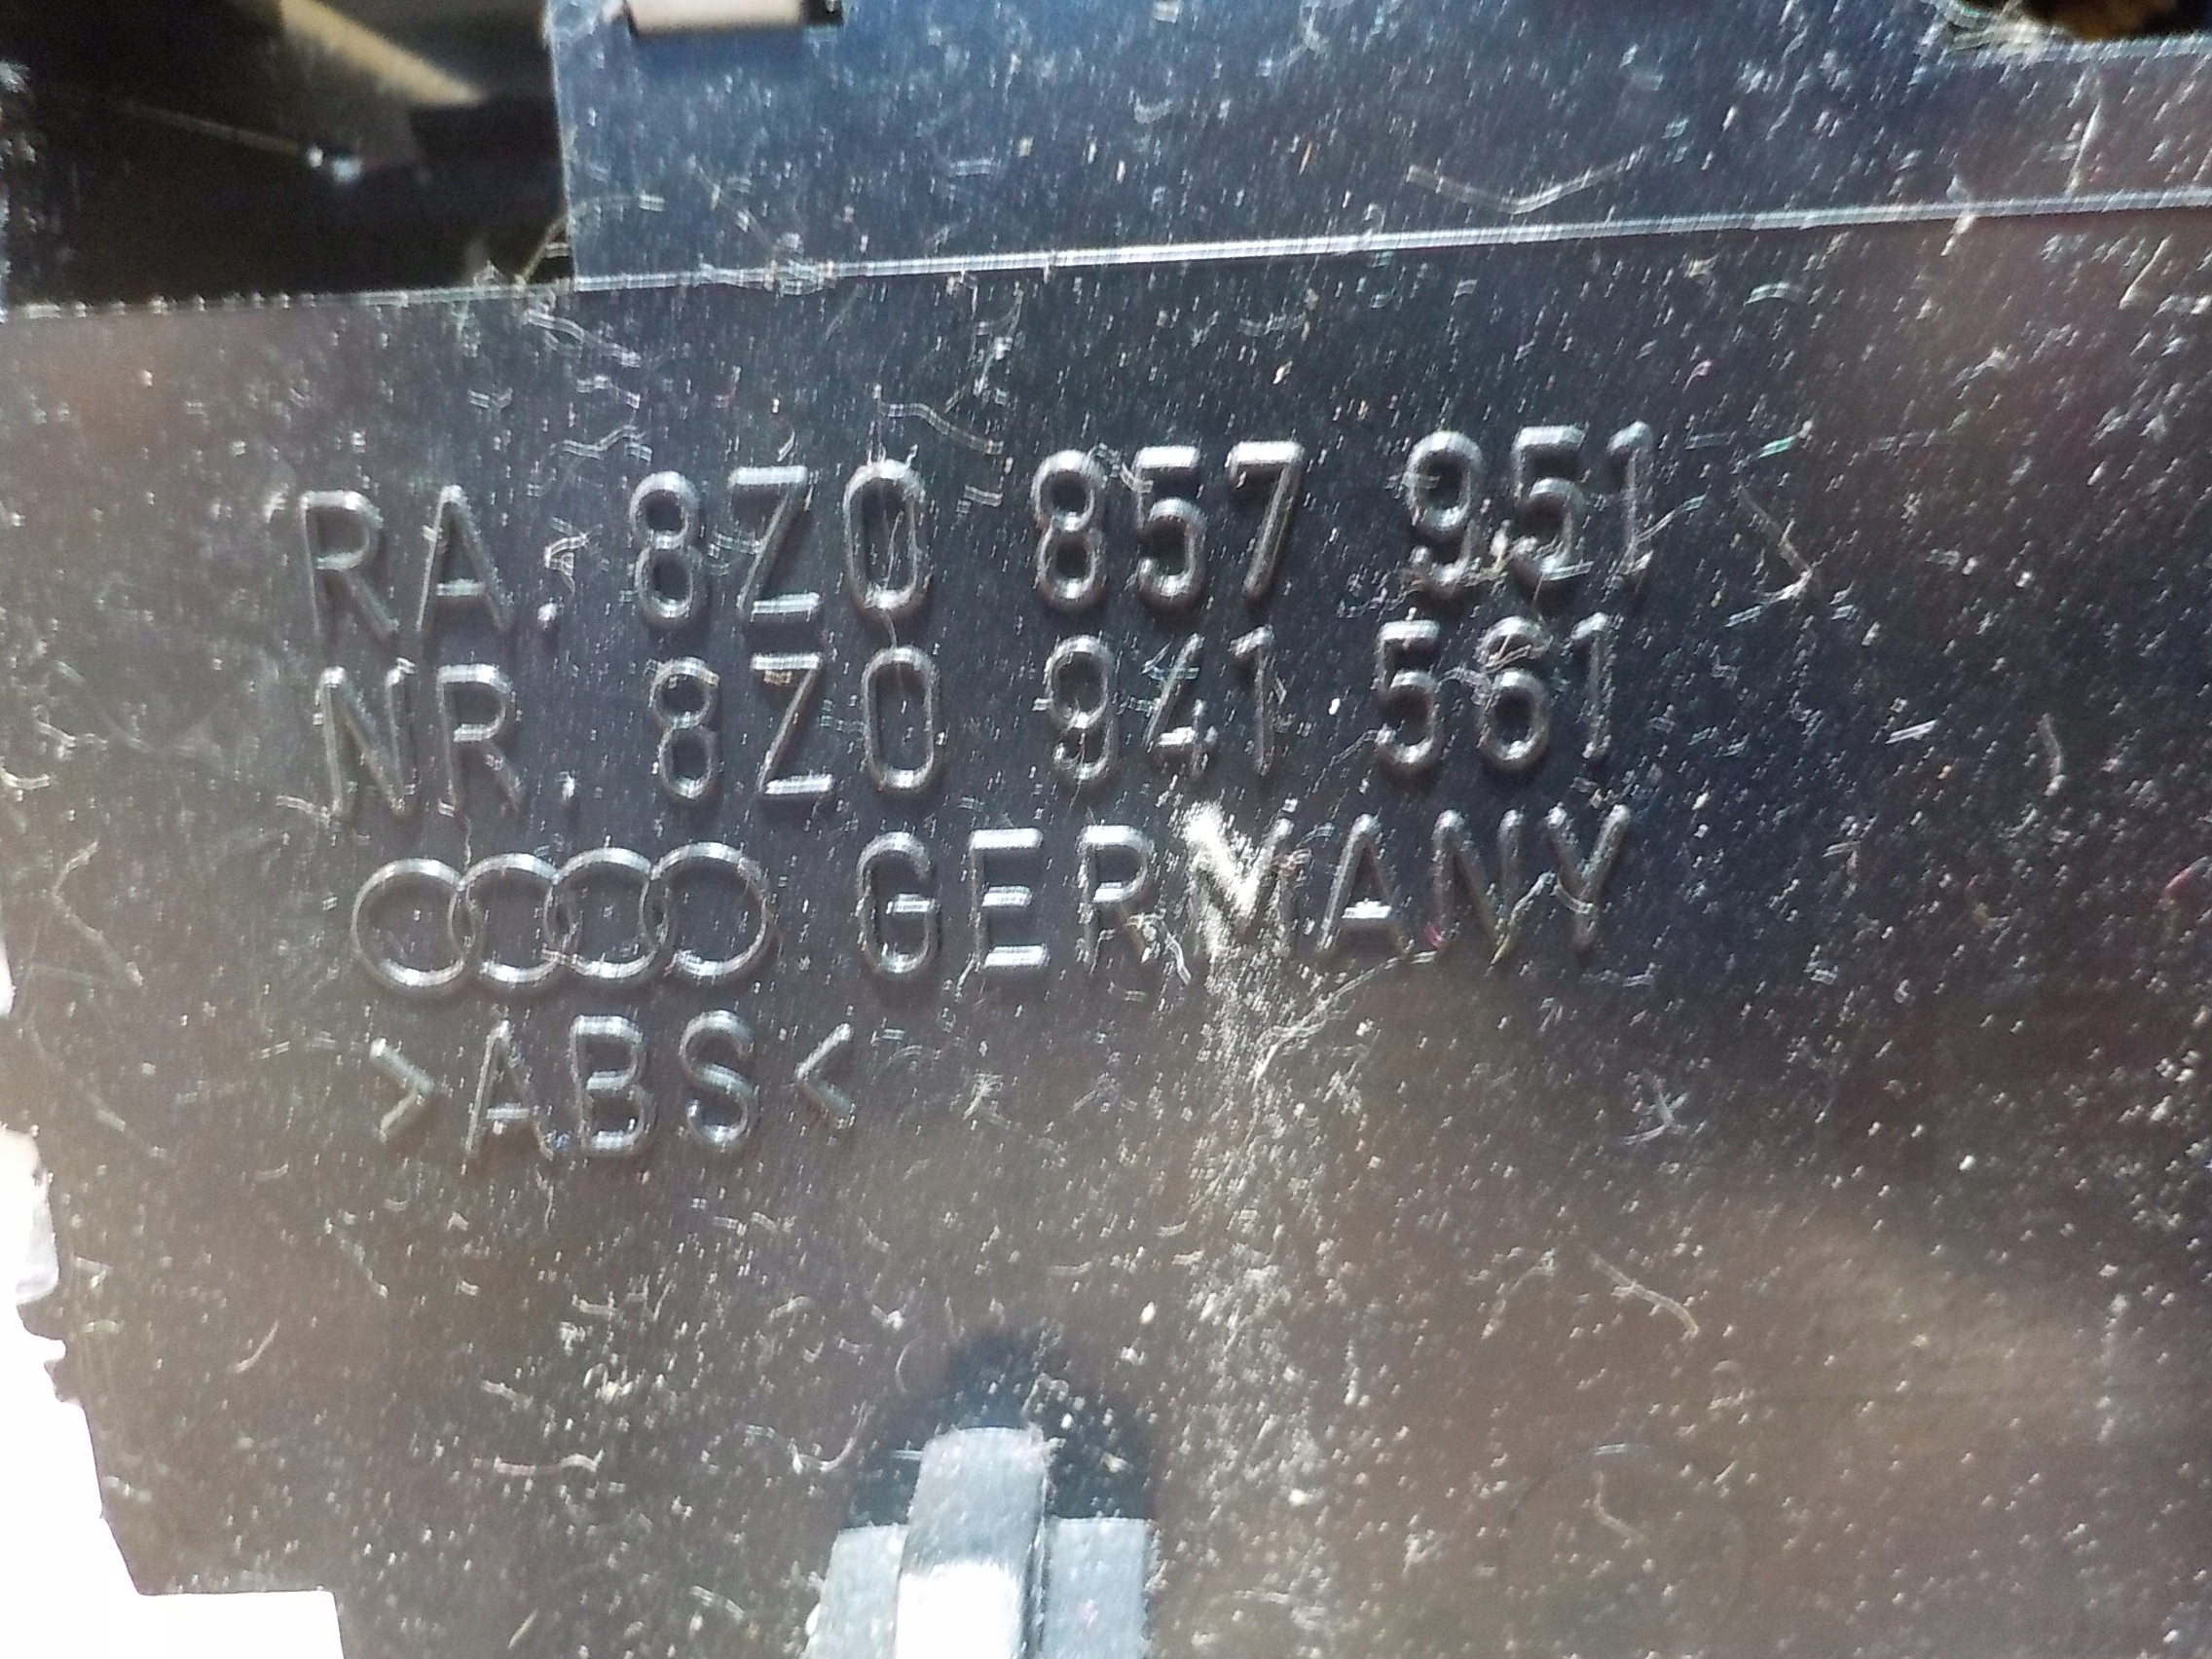 RA. 8Z0 857 951
NR. 8Z0 941 561
GERMANY
>ABS<